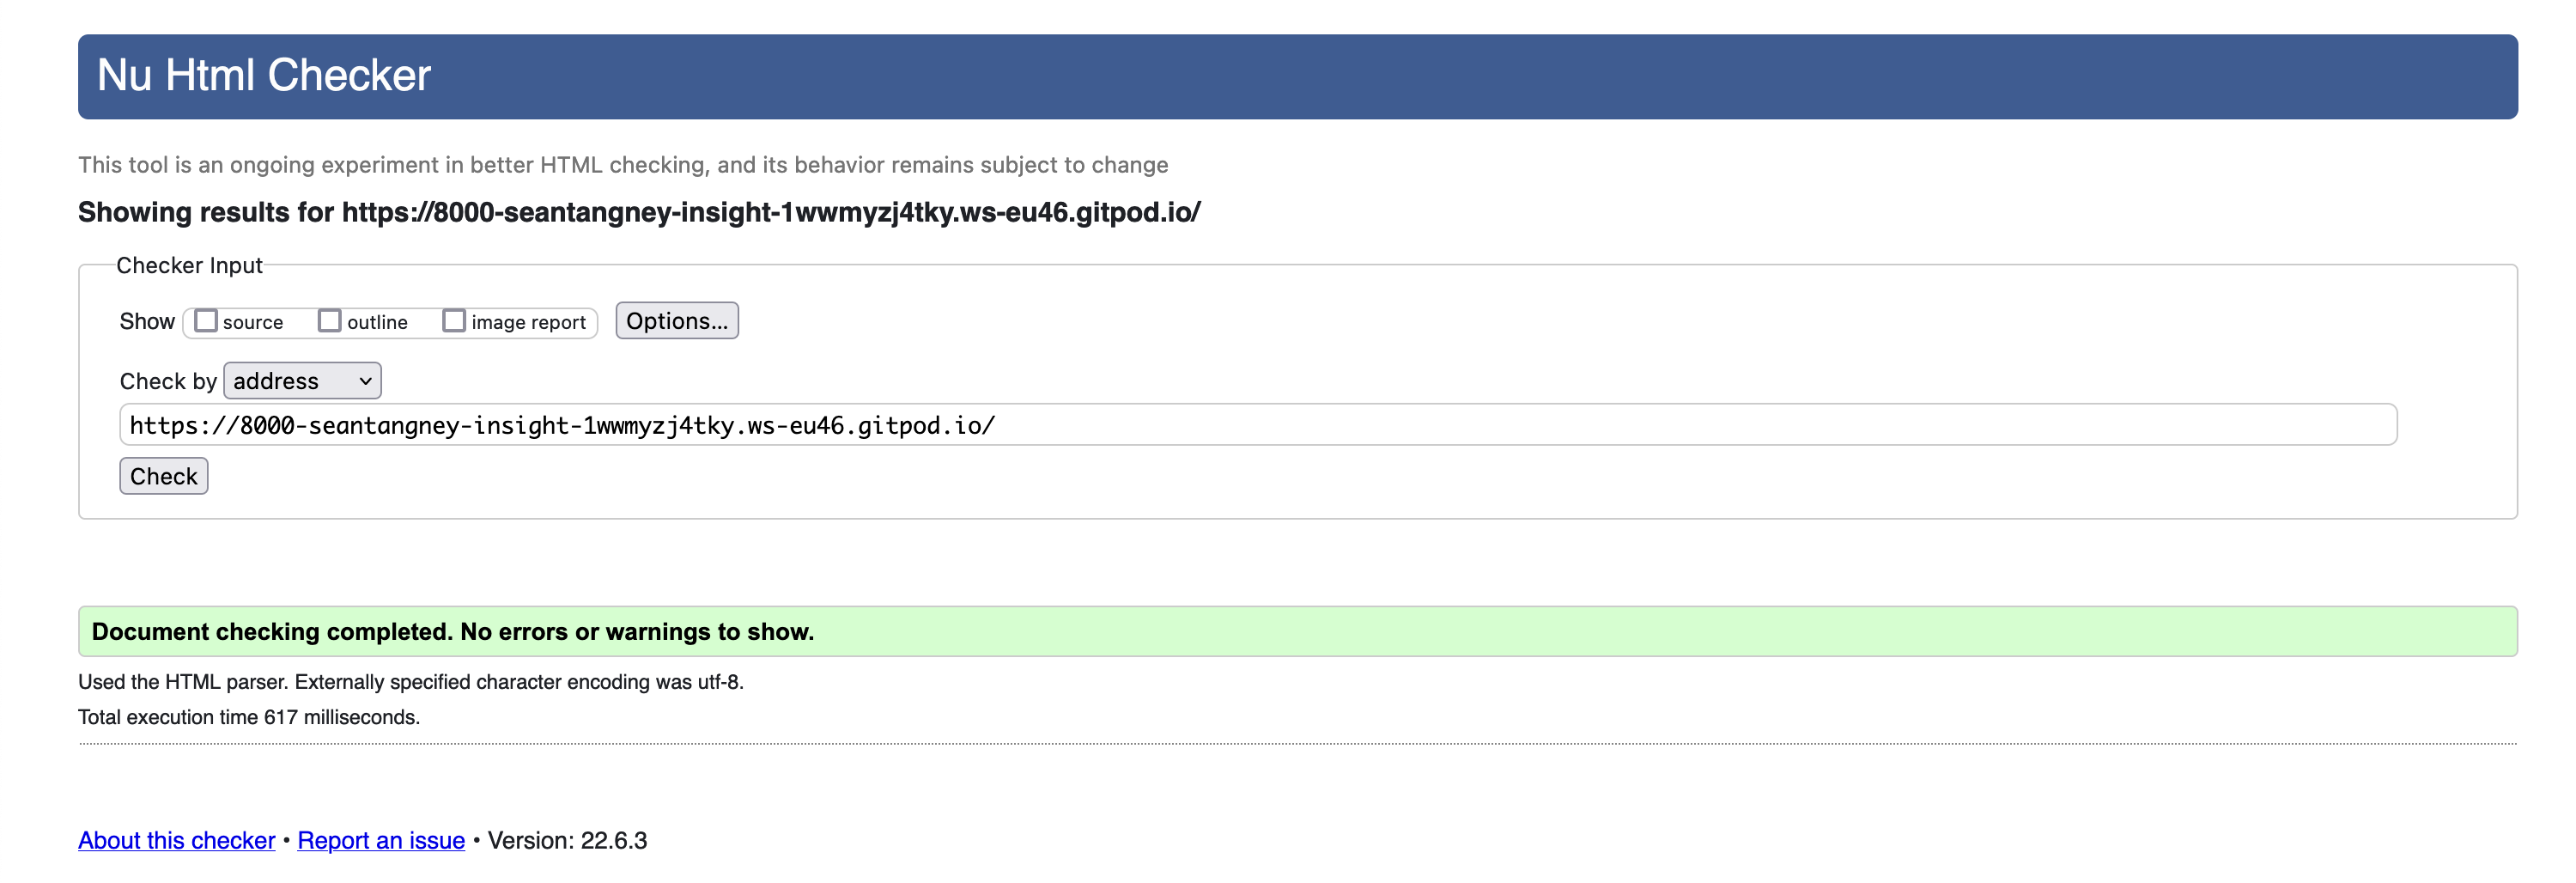 Nu Html Checker
This tool is an ongoing experiment in better HTML checking, and its behavior remains subject to change
Showing results for https://8000-seantangney-insight-1wwmyzj4tky.ws-eu46.gitpod.io/
Checker Input
Show source outline image report Options...
Check by address
https://8000-seantangney-insight-1wwmyzj4tky.ws-eu46.gitpod.io/
Check
Document checking completed. No errors or warnings to show.
Used the HTML parser. Externally specified character encoding was utf-8.
Total execution time 617 milliseconds.
About this checker • Report an issue • Version: 22.6.3